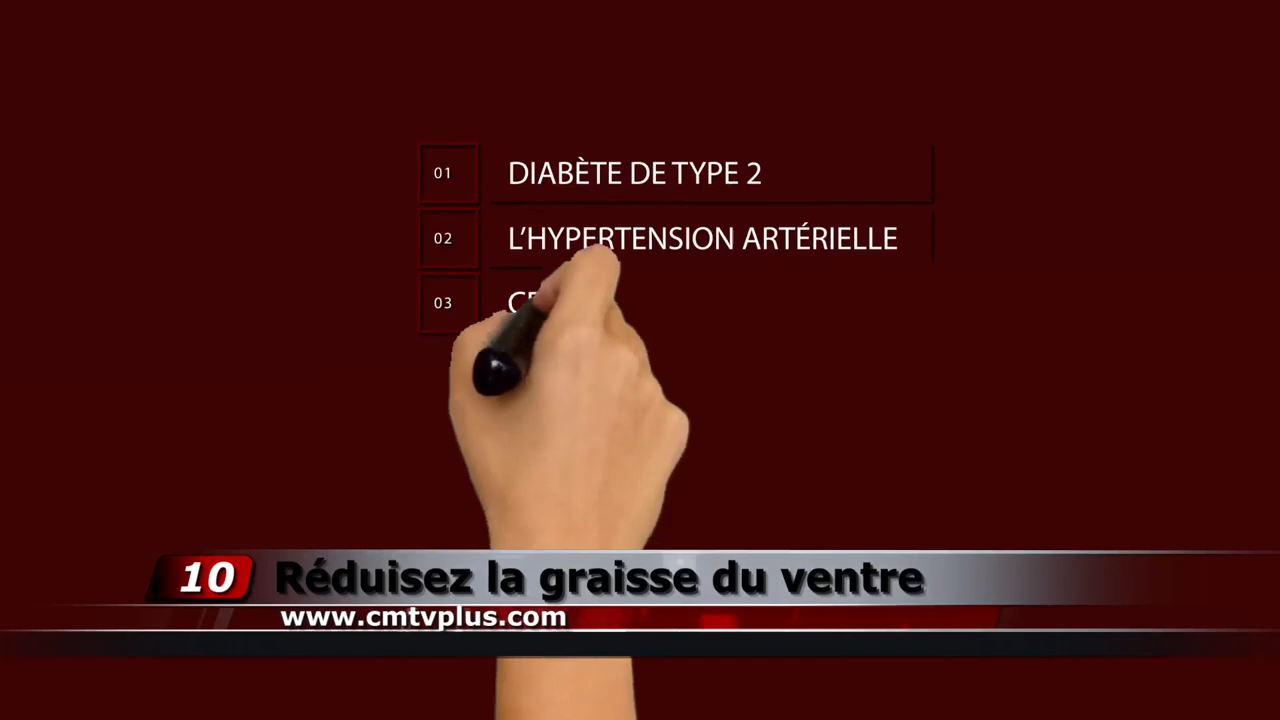 01 DIABÈTE DE TYPE 2
02 L’HYPERTENSION ARTÉRIELLE
03
10 Réduisez la graisse du ventre
www.cmtvplus.com